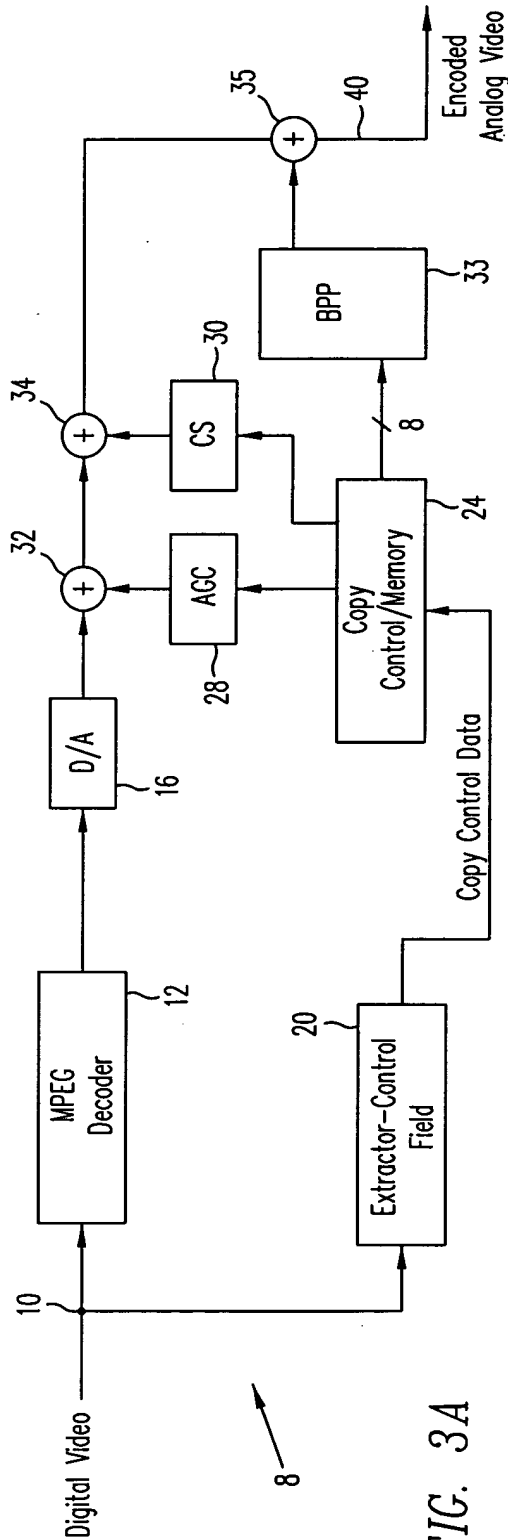 Digital Video
10
MPEG
Decoder
12
D/A
16
32
+
34
+
35
+
40
Encoded
Analog Video
AGC
28
CS
30
BPP
33
8
Copy
Control/Memory
24
Copy Control Data
20
Extractor-Control
Field
8
FIG. 3A